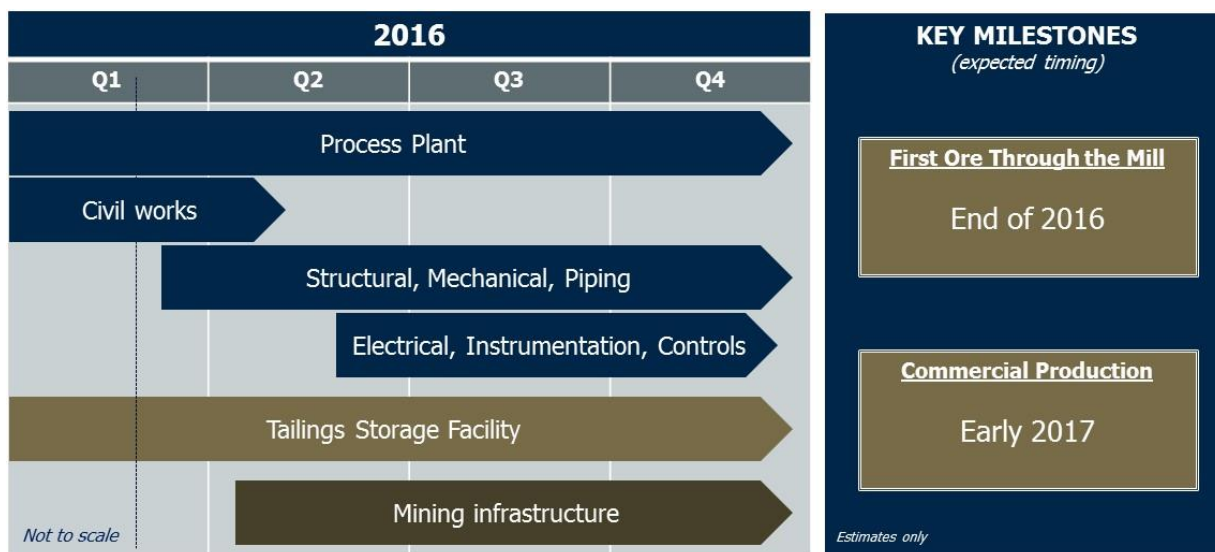 2016
Q1 Q2 Q3 Q4
Process Plant
Civil works
Structural, Mechanical, Piping
Electrical, Instrumentation, Controls
Tailings Storage Facility
Mining infrastructure
Not to scale
KEY MILESTONES
(expected timing)
First Ore Through the Mill
End of 2016
Commercial Production
Early 2017
Estimates only